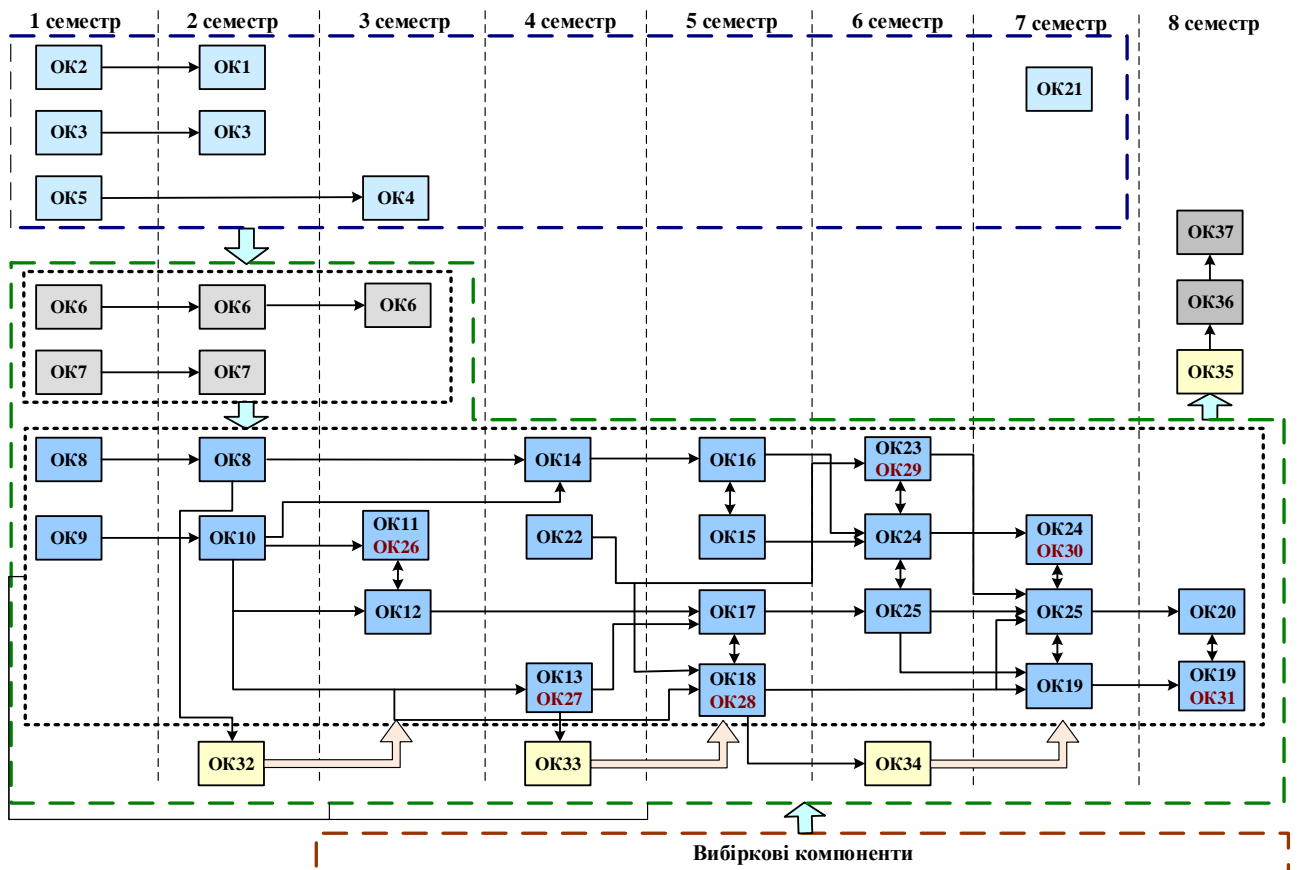 1 семестр 2 семестр 3 семестр 4 семестр 5 семестр 6 семестр 7 семестр 8 семестр
ОК2 ОК1 ОК21
ОК3 ОК3
ОК5 ОК4
ОК37
ОК6 ОК6 ОК6 ОК36
ОК7 ОК7 ОК35
ОК8 ОК8 ОК14 ОК16 ОК23
ОК29
ОК9 ОК10 ОК11 ОК22 ОК15 ОК24 ОК24
ОК26 ОК30
ОК12 ОК17 ОК25 ОК25 ОК20
ОК13 ОК18 ОК19 ОК19
ОК27 ОК28 ОК31
ОК32 ОК33 ОК34
Вибіркові компоненти